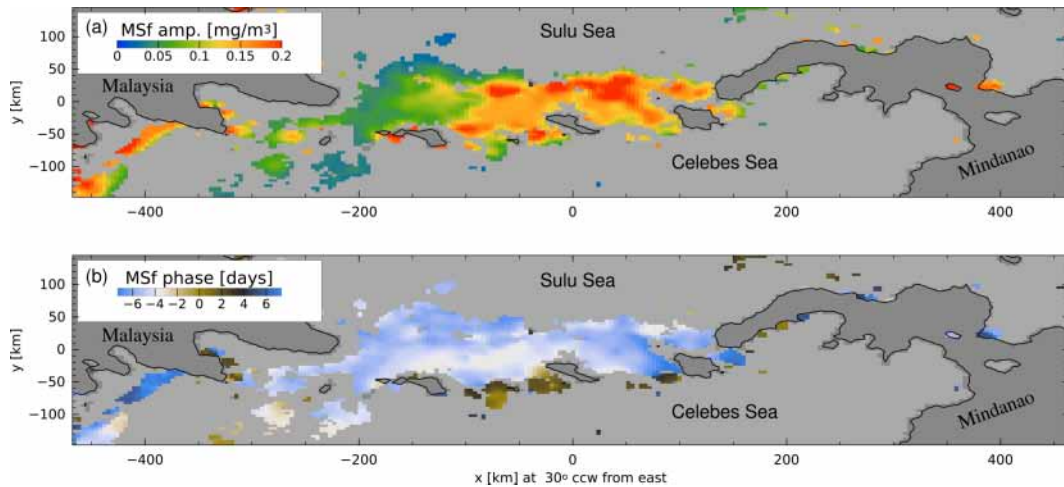 (a) MSf amp. [mg/m³]
0 0.05 0.1 0.15 0.2
Sulu Sea
Malaysia
Celebes Sea
Mindanao
y [km]
100
50
0
−50
−100
−400 −200 0 200 400
(b) MSf phase [days]
−6 −4 −2 0 2 4 6
Sulu Sea
Malaysia
Celebes Sea
Mindanao
y [km]
100
50
0
−50
−100
−400 −200 0 200 400
x [km] at 30º ccw from east